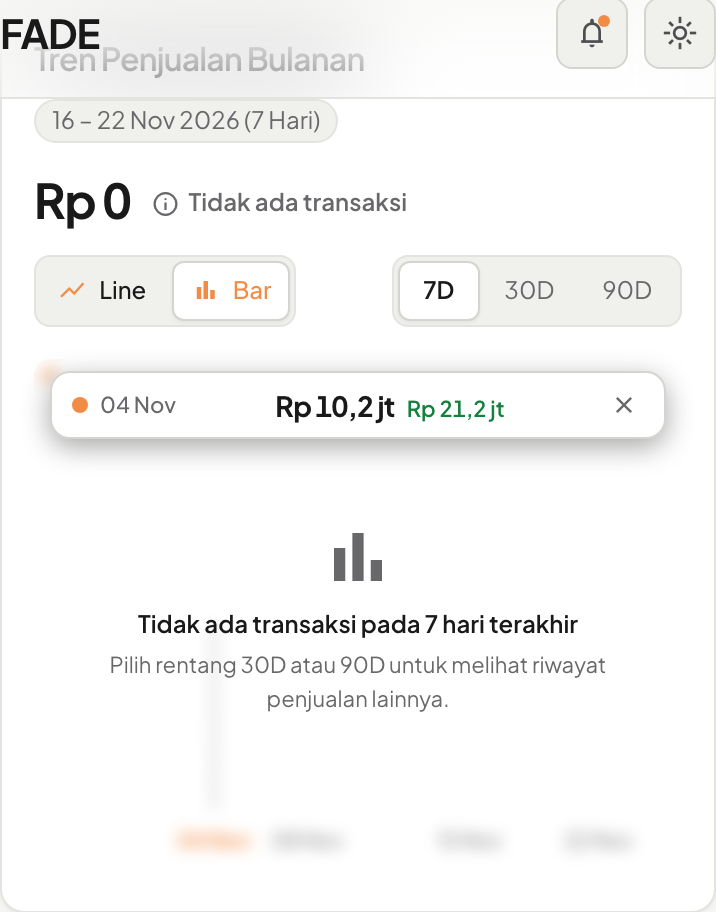 FADE
Tren Penjualan Bulanan
16 – 22 Nov 2026 (7 Hari)
Rp 0 Tidak ada transaksi
Line Bar 7D 30D 90D
04 Nov Rp 10,2 jt Rp 21,2 jt
Tidak ada transaksi pada 7 hari terakhir
Pilih rentang 30D atau 90D untuk melihat riwayat
penjualan lainnya.